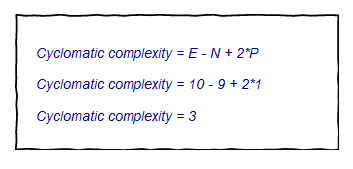 Cyclomatic complexity = E - N + 2*P
Cyclomatic complexity = 10 - 9 + 2*1
Cyclomatic complexity = 3